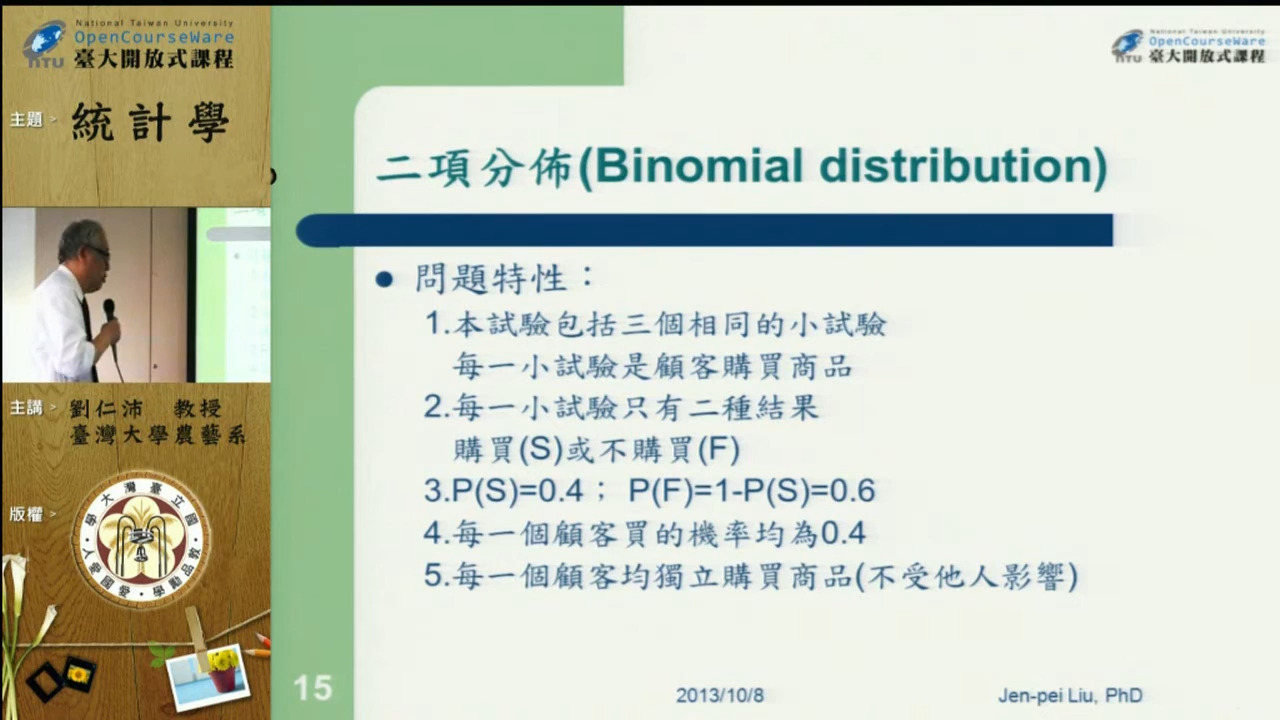 National Taiwan University
OpenCourseWare
NTU 臺大開放式課程
主題 > 統計學
主講 > 劉仁沛 教授
臺灣大學農藝系
版權 >
National Taiwan University
OpenCourseWare
NTU 臺大開放式課程
二項分佈(Binomial distribution)
● 問題特性：
1.本試驗包括三個相同的小試驗
每一小試驗是顧客購買商品
2.每一小試驗只有二種結果
購買(S)或不購買(F)
3.P(S)=0.4； P(F)=1-P(S)=0.6
4.每一個顧客買的機率均為0.4
5.每一個顧客均獨立購買商品(不受他人影響)
15
2013/10/8
Jen-pei Liu, PhD